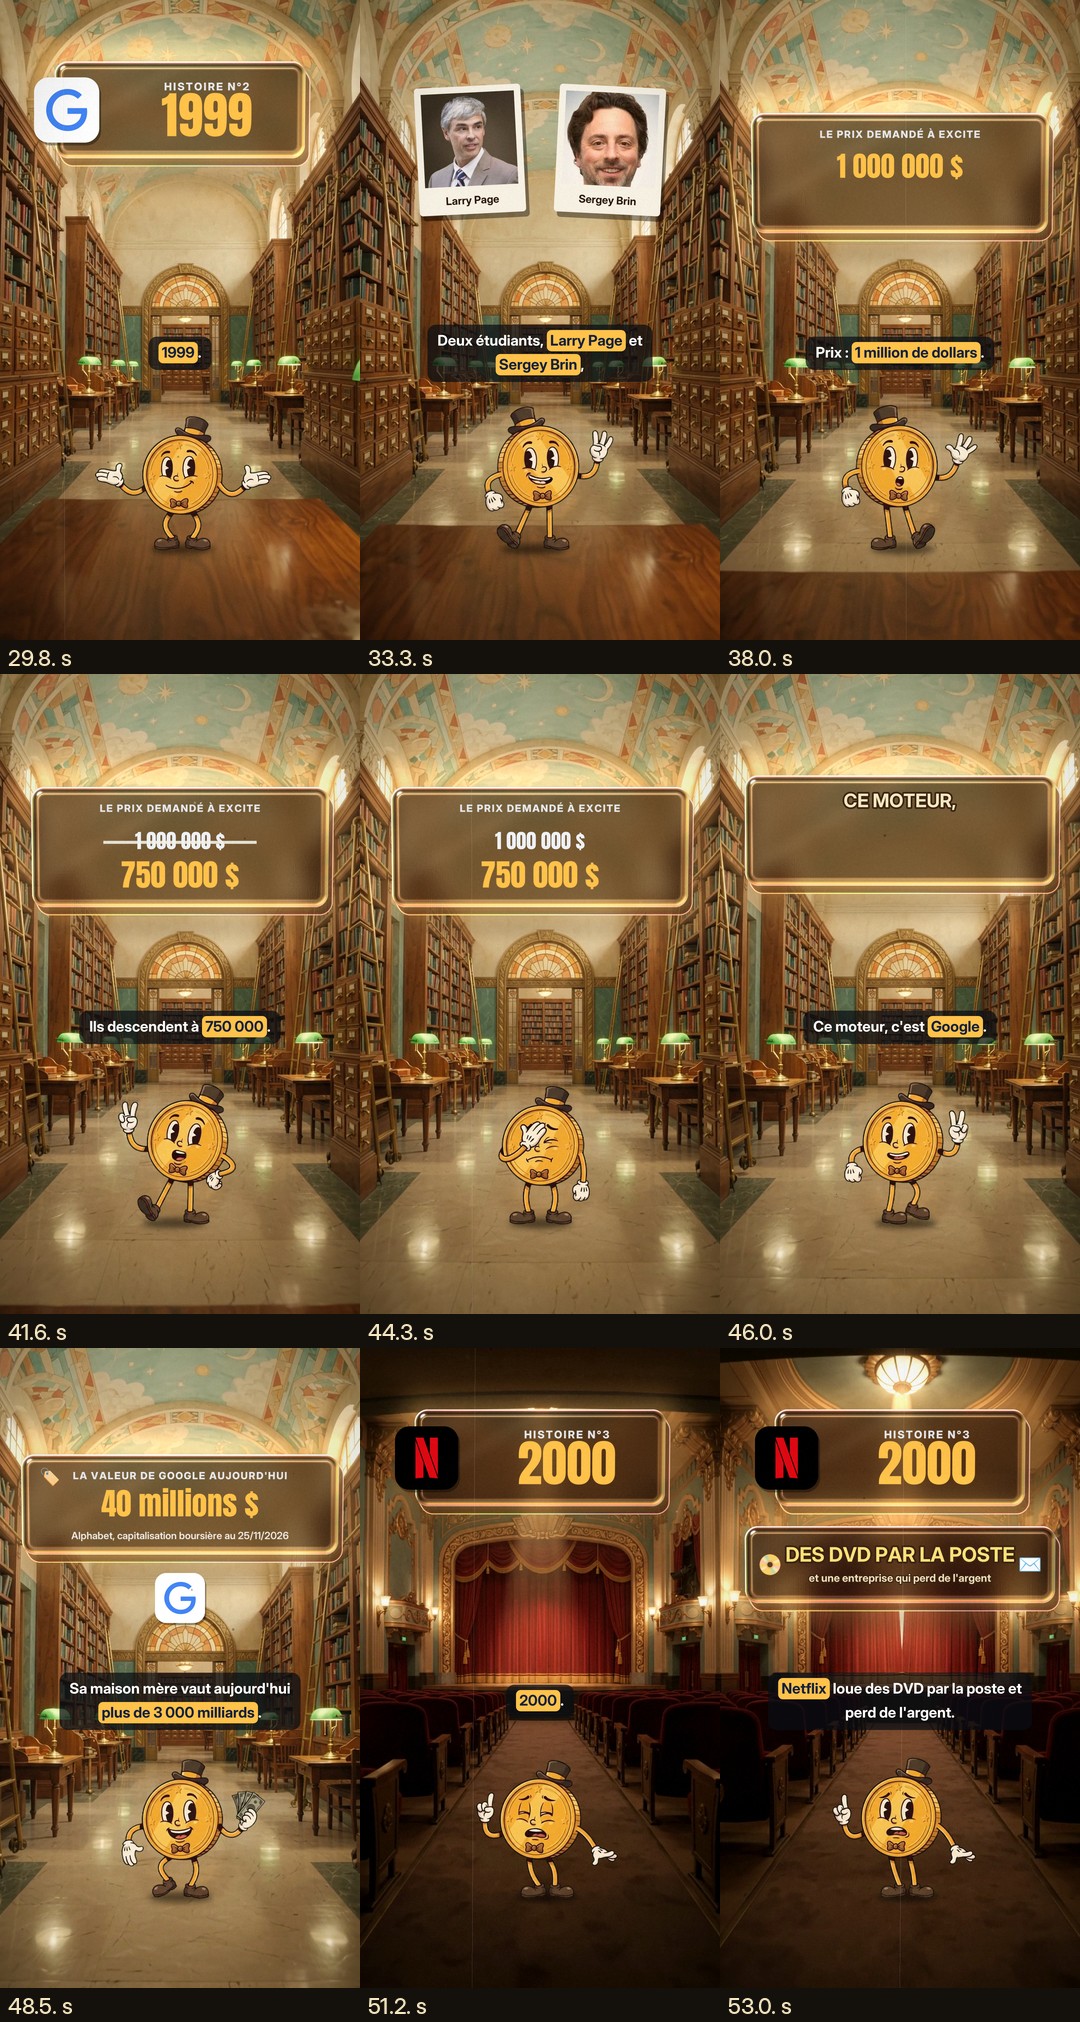 HISTOIRE N°2
1999
1999.
29.8. s
Larry Page
Sergey Brin
Deux étudiants, Larry Page et
Sergey Brin,
33.3. s
LE PRIX DEMANDÉ À EXCITE
1 000 000 $
Prix : 1 million de dollars.
38.0. s
LE PRIX DEMANDÉ À EXCITE
1 000 000 $
750 000 $
Ils descendent à 750 000.
41.6. s
LE PRIX DEMANDÉ À EXCITE
1 000 000 $
750 000 $
44.3. s
CE MOTEUR,
Ce moteur, c'est Google.
46.0. s
LA VALEUR DE GOOGLE AUJOURD'HUI
40 millions $
Alphabet, capitalisation boursière au 25/11/2026
Sa maison mère vaut aujourd'hui
plus de 3 000 milliards.
48.5. s
HISTOIRE N°3
2000
2000.
51.2. s
HISTOIRE N°3
2000
DES DVD PAR LA POSTE
et une entreprise qui perd de l'argent
Netflix loue des DVD par la poste et
perd de l'argent.
53.0. s